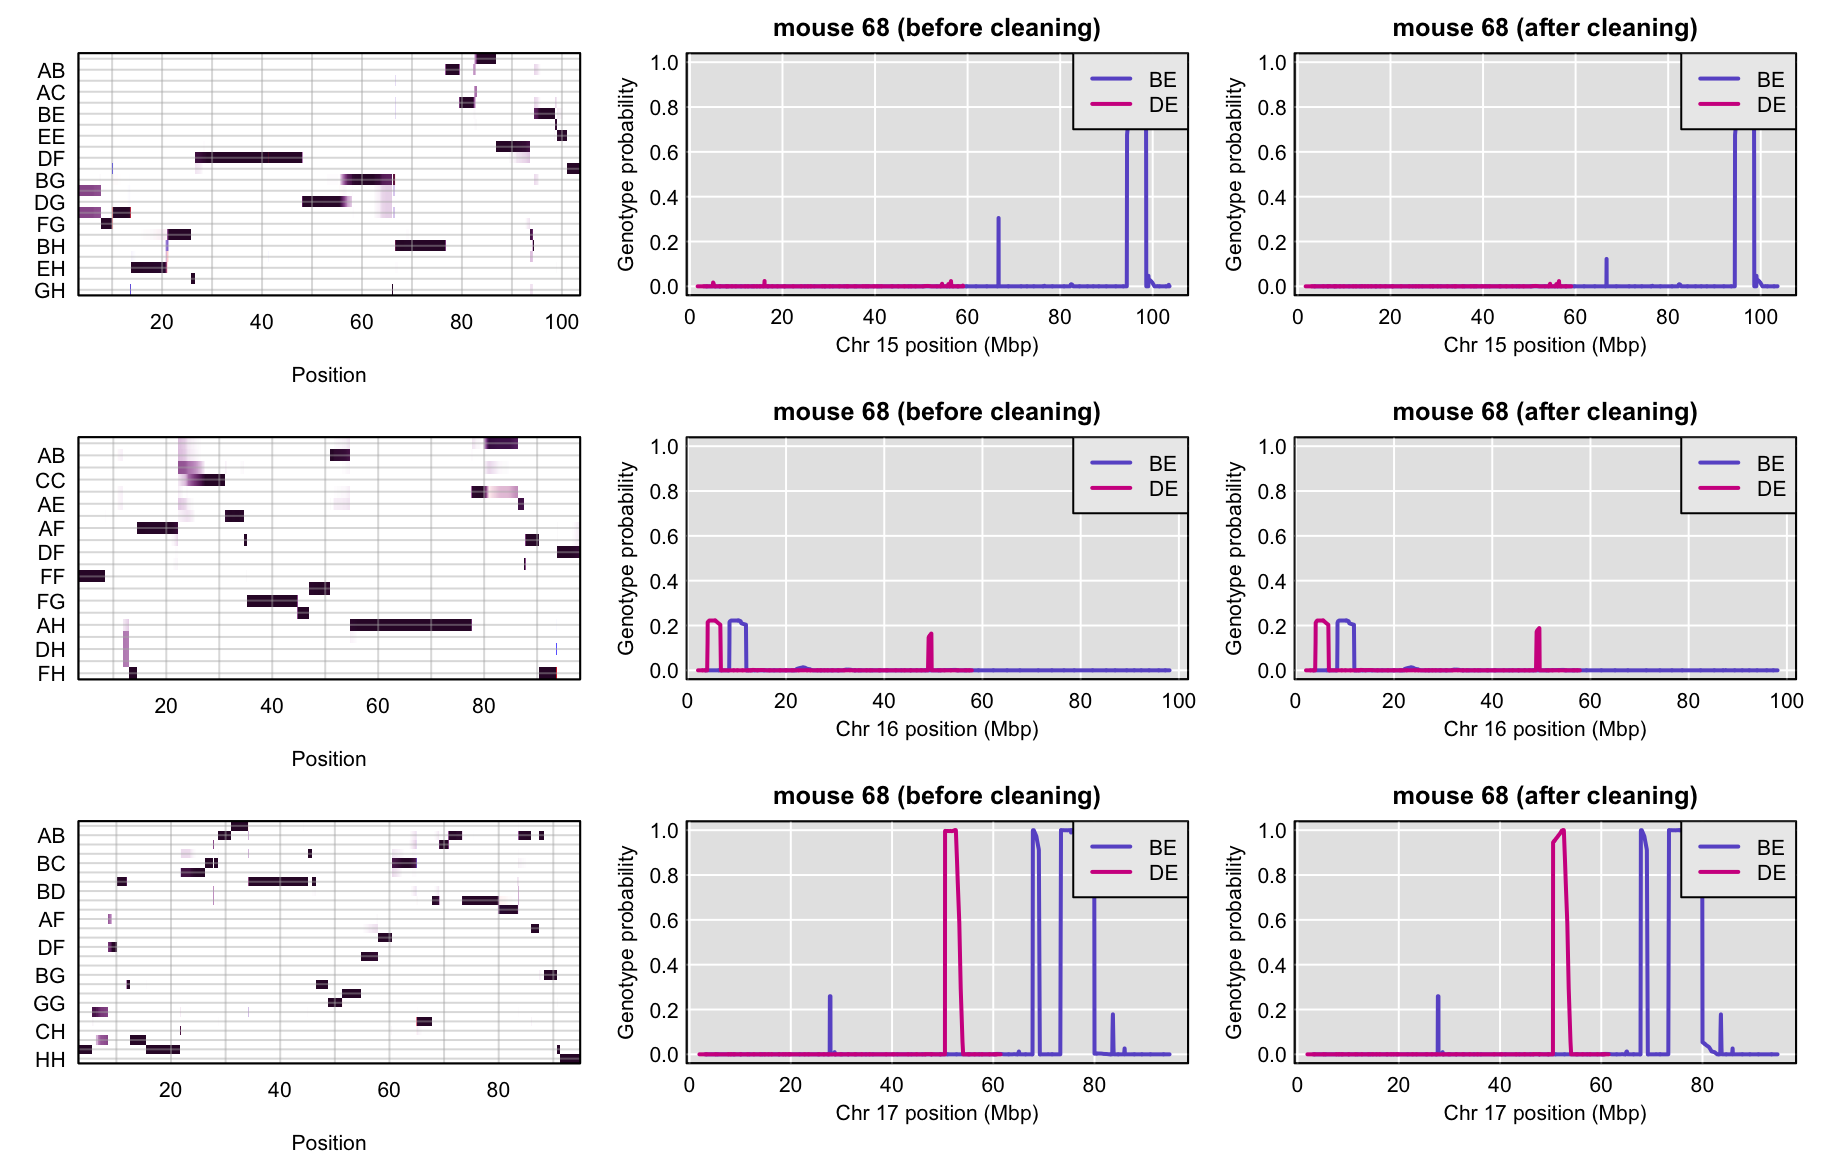 mouse 68 (before cleaning)
mouse 68 (after cleaning)
AB
AC
BE
EE
DF
BG
DG
FG
BH
EH
GH
20 40 60 80 100
Position
Genotype probability
1.0
0.8
0.6
0.4
0.2
0.0
BE
DE
0 20 40 60 80 100
Chr 15 position (Mbp)
Genotype probability
1.0
0.8
0.6
0.4
0.2
0.0
BE
DE
0 20 40 60 80 100
Chr 15 position (Mbp)
mouse 68 (before cleaning)
mouse 68 (after cleaning)
AB
CC
AE
AF
DF
FF
FG
AH
DH
FH
20 40 60 80
Position
Genotype probability
1.0
0.8
0.6
0.4
0.2
0.0
BE
DE
0 20 40 60 80 100
Chr 16 position (Mbp)
Genotype probability
1.0
0.8
0.6
0.4
0.2
0.0
BE
DE
0 20 40 60 80 100
Chr 16 position (Mbp)
mouse 68 (before cleaning)
mouse 68 (after cleaning)
AB
BC
BD
AF
DF
BG
GG
CH
HH
20 40 60 80
Position
Genotype probability
1.0
0.8
0.6
0.4
0.2
0.0
BE
DE
0 20 40 60 80
Chr 17 position (Mbp)
Genotype probability
1.0
0.8
0.6
0.4
0.2
0.0
BE
DE
0 20 40 60 80
Chr 17 position (Mbp)